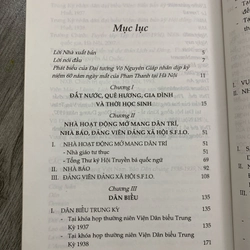 Mục lục
Lời Nhà xuất bản 5
Lời nói đầu 7
Phát biểu của Đại tướng Võ Nguyên Giáp nhân dịp kỷ
niệm 60 năm ngày mất của Phan Thanh tại Hà Nội 11
Chương I
ĐẤT NƯỚC, QUÊ HƯƠNG, GIA ĐÌNH
VÀ THỜI HỌC SINH 15
Chương II
NHÀ HOẠT ĐỘNG MỞ MANG DÂN TRÍ,
NHÀ BÁO, ĐẢNG VIÊN ĐẢNG XÃ HỘI S.F.I.O. 51
I. NHÀ HOẠT ĐỘNG MỞ MANG DÂN TRÍ 51
- Nhà giáo tư thục 51
- Tổng Thư ký Hội Truyền bá quốc ngữ
II. NHÀ BÁO
III. ĐẢNG VIÊN ĐẢNG XÃ HỘI S.F.I.O. 108
Chương III
DÂN BIỂU 135
I. DÂN BIỂU TRUNG KỲ 135
- Tại khóa họp thường niên Viện Dân biểu Trung
Kỳ 1937 135
- Tại khóa họp thường niên Viện Dân biểu Trung
Kỳ 1938 171